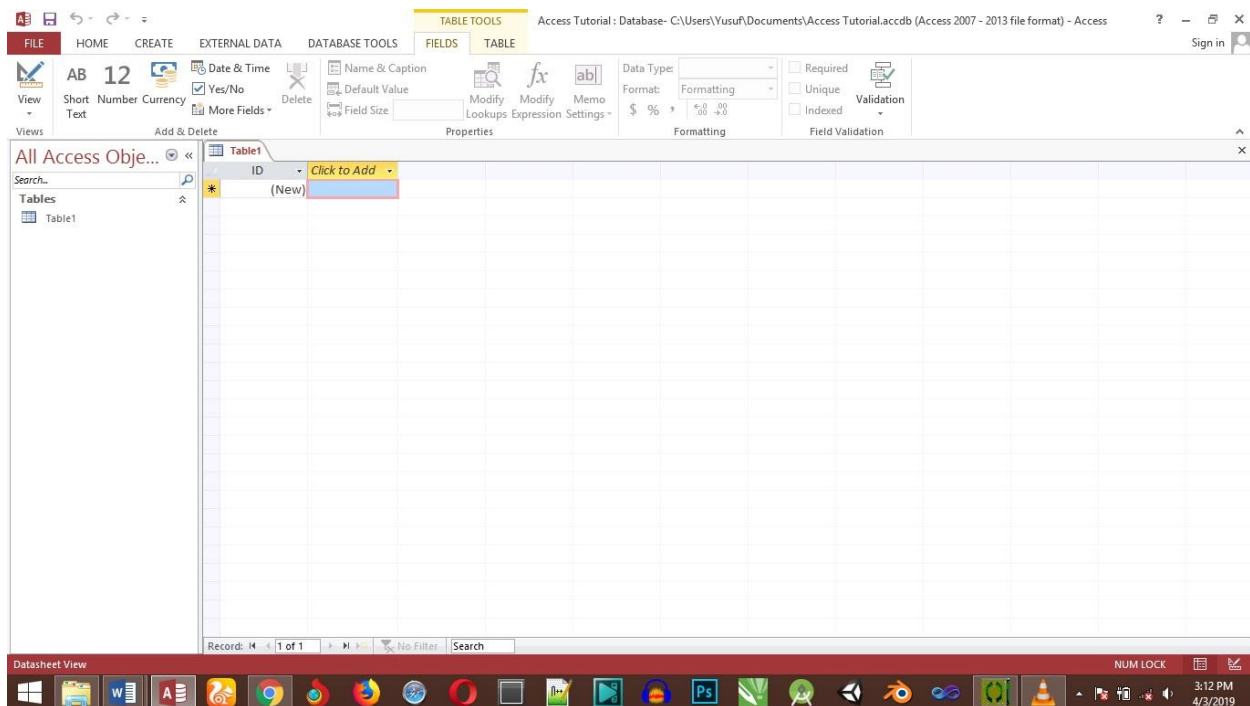 TABLE TOOLS
Access Tutorial : Database- C:\Users\Yusuf\Documents\Access Tutorial.accdb (Access 2007 - 2013 file format) - Access
?
FILE HOME CREATE EXTERNAL DATA DATABASE TOOLS FIELDS TABLE
Sign in
View
AB
Short Text
12
Number
Currency
Date & Time
Yes/No
More Fields
Delete
Name & Caption
Default Value
Field Size
Modify Lookups
fx
Modify Expression
ab|
Memo Settings
Data Type:
Format: Formatting
$ % ,
Required
Unique
Indexed
Validation
Views
Add & Delete
Properties
Formatting
Field Validation
All Access Obje... «
Search...
Tables
Table1
Table1
ID Click to Add
* (New)
Record: 1 of 1 No Filter Search
Datasheet View
NUM LOCK
Ps
3:12 PM
4/3/2019